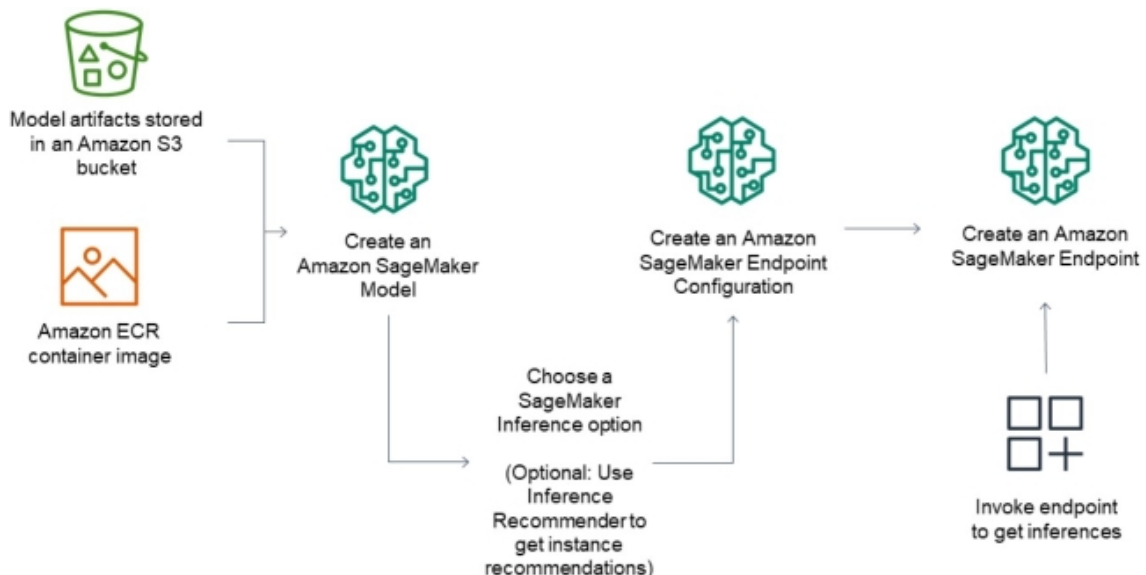 Model artifacts stored
in an Amazon S3
bucket
Amazon ECR
container image
Create an
Amazon SageMaker
Model
Choose a
SageMaker
Inference option
(Optional: Use
Inference
Recommender to
get instance
recommendations)
Create an Amazon
SageMaker Endpoint
Configuration
Create an Amazon
SageMaker Endpoint
Invoke endpoint
to get inferences